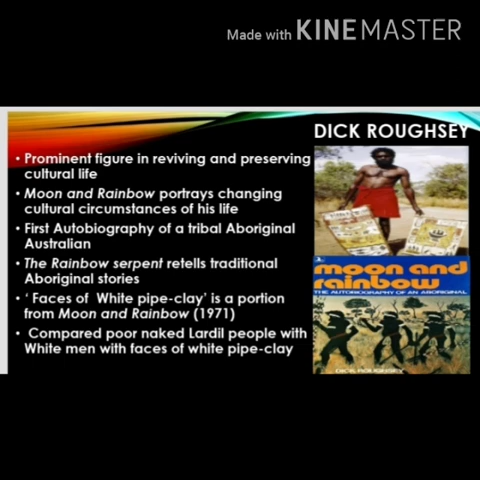 Made with KINEMASTER
DICK ROUGHSEY
• Prominent figure in reviving and preserving
cultural life
• Moon and Rainbow portrays changing
cultural circumstances of his life
• First Autobiography of a tribal Aboriginal
Australian
• The Rainbow serpent retells traditional
Aboriginal stories
• ‘ Faces of White pipe-clay’ is a portion
from Moon and Rainbow (1971)
• Compared poor naked Lardil people with
White men with faces of white pipe-clay
moon and
rainbow
THE AUTOBIOGRAPHY OF AN ABORIGINAL
DICK ROUGHSEY